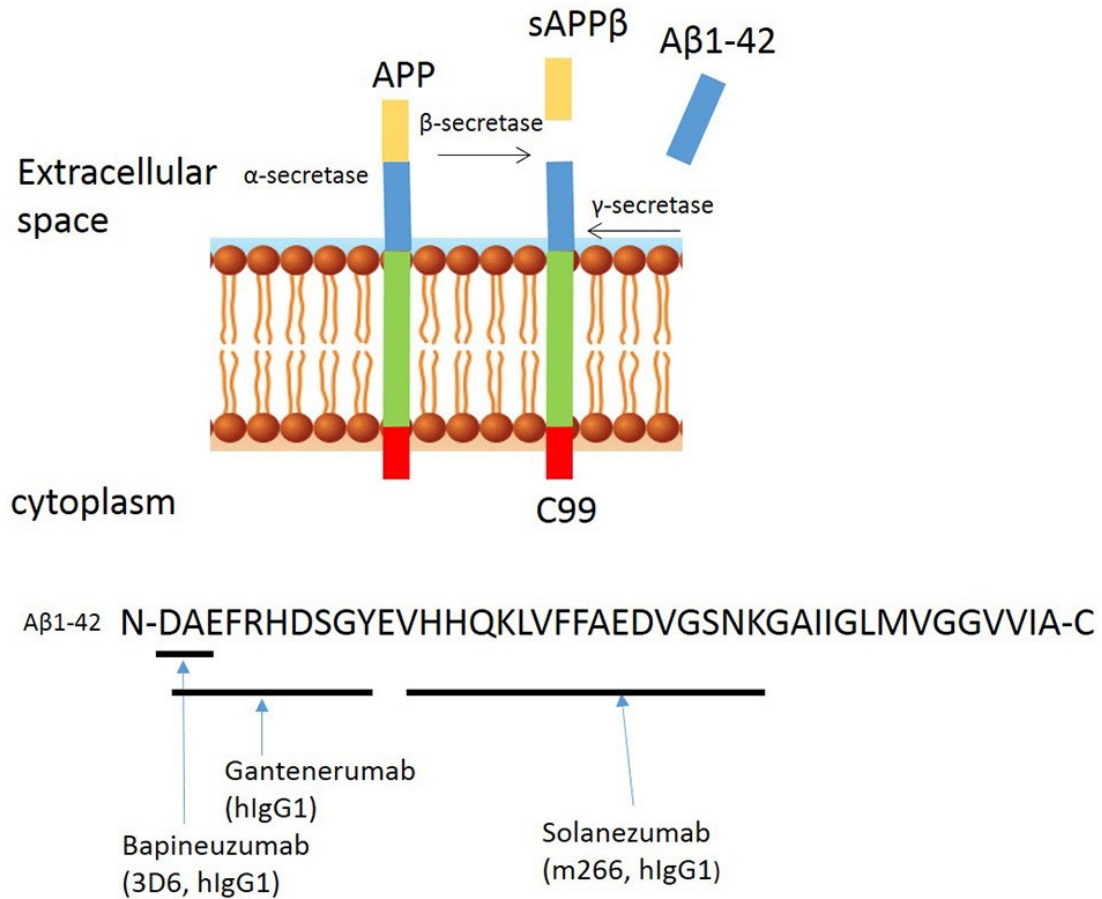 sAPPβ
Aβ1-42
APP
β-secretase
Extracellular
space
α-secretase
γ-secretase
cytoplasm
C99
Aβ1-42 N-DAEFRHDSGYEVHHQKLVFFAEDVGSNKGAIIGLMVGGVVIA-C
Gantenerumab
(hIgG1)
Bapineuzumab
(3D6, hIgG1)
Solanezumab
(m266, hIgG1)